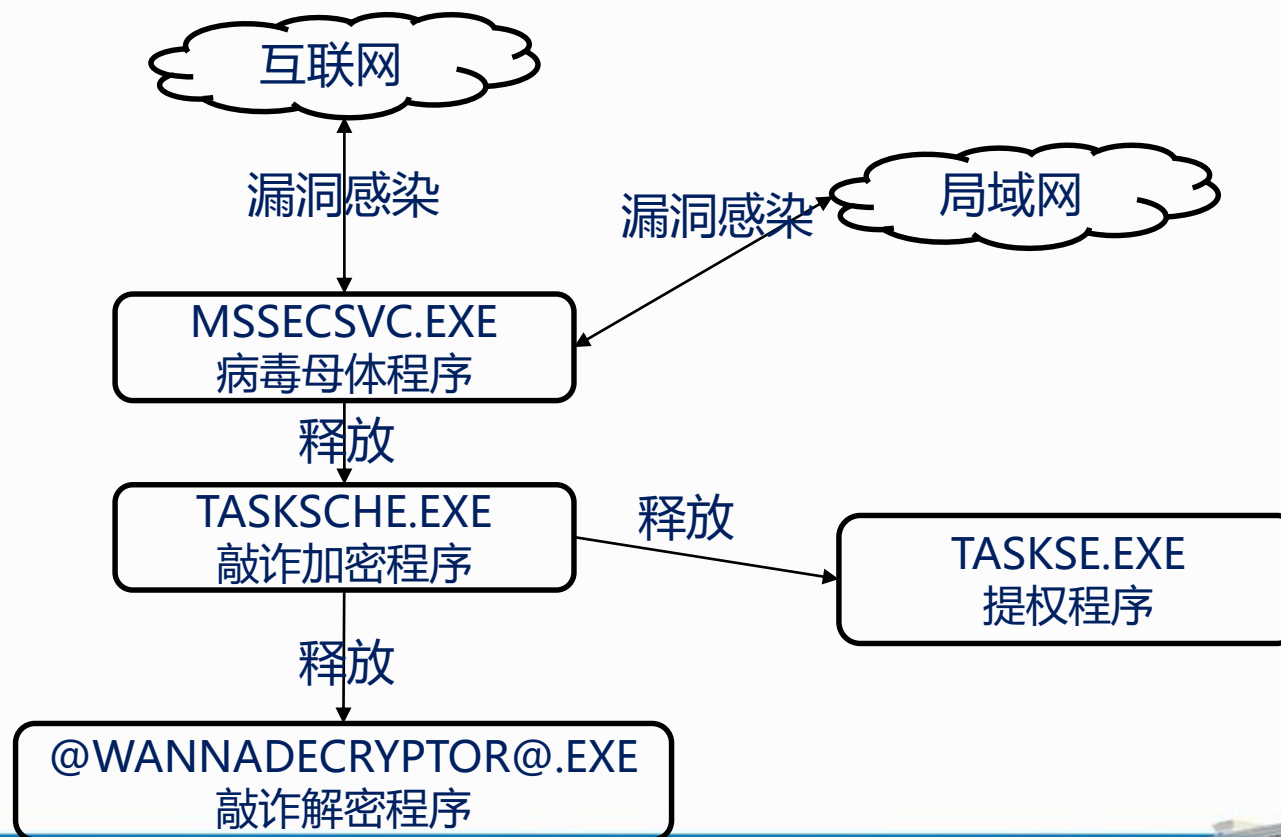 互联网
漏洞感染
局域网
漏洞感染
MSSECSVC.EXE
病毒母体程序
释放
TASKSCHE.EXE
敲诈加密程序
释放
TASKSE.EXE
提权程序
释放
@WANNADECRYPTOR@.EXE
敲诈解密程序